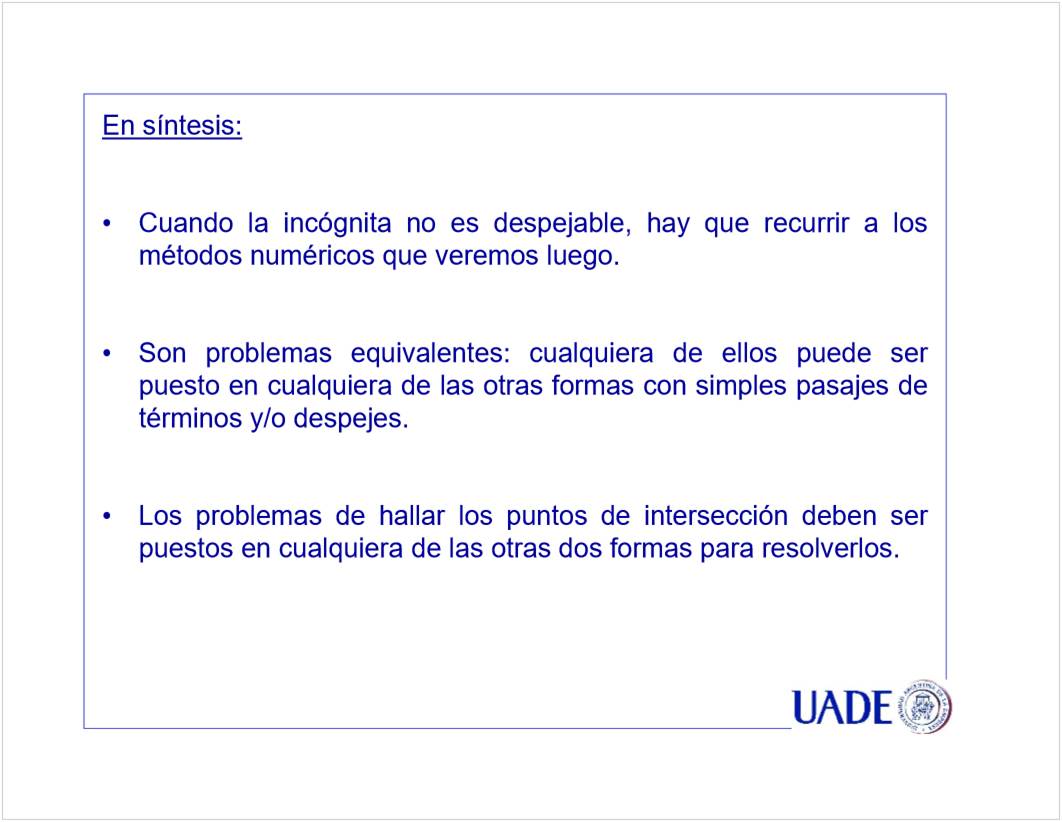 En síntesis:
• Cuando la incógnita no es despejable, hay que recurrir a los
métodos numéricos que veremos luego.
• Son problemas equivalentes: cualquiera de ellos puede ser
puesto en cualquiera de las otras formas con simples pasajes de
términos y/o despejes.
• Los problemas de hallar los puntos de intersección deben ser
puestos en cualquiera de las otras dos formas para resolverlos.
UADE